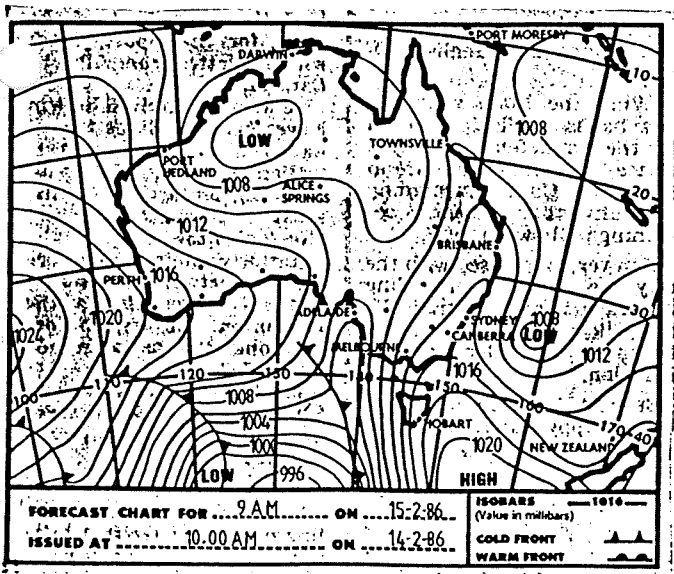 PORT MORESBY
DARWIN
10
1008
LOW
TOWNSVILLE
PORT
HEDLAND
1008
ALICE
SPRINGS
20
1012
BRISBANE
PERTH
1016
ADELAIDE
30
1020
SYDNEY
1008
CANBERRA
LOW
1024
MELBOURNE
1012
1016
100
110
120
130
140
150
160
170
40
1008
1004
HOBART
1000
1020
NEW ZEALAND
LOW
996
HIGH
FORECAST CHART FOR 9 AM ON 15-2-86
ISSUED AT 10.00 AM ON 14-2-86
ISOBARS 1016
(Value in millibars)
COLD FRONT
WARM FRONT